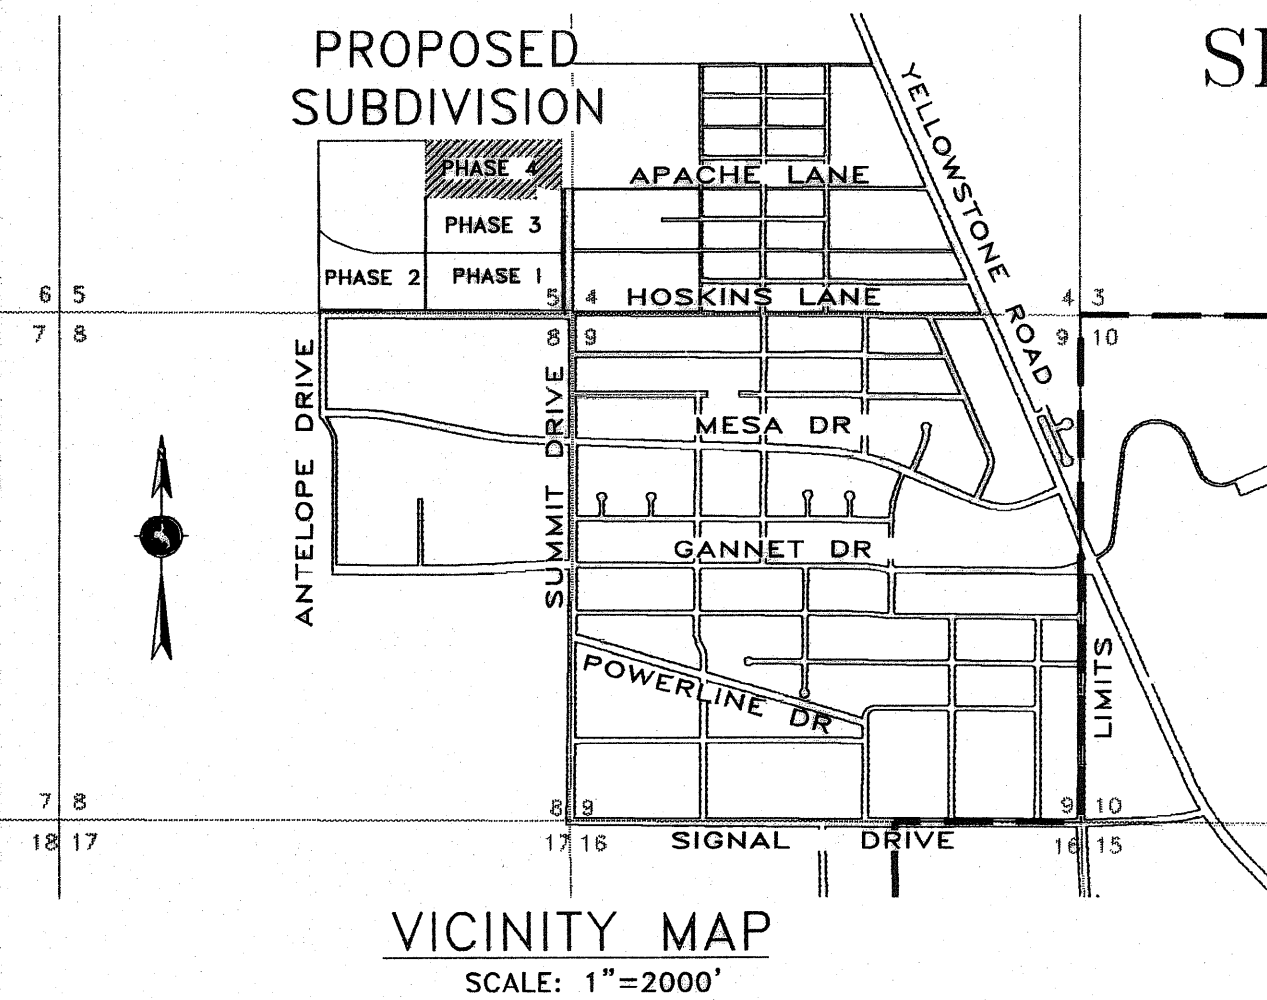 PROPOSED
SUBDIVISION
YELLOWSTONE ROAD
PHASE 4
APACHE LANE
PHASE 3
PHASE 2
PHASE 1
HOSKINS LANE
6 5
5 4
4 3
7 8
8 9
9 10
ANTELOPE DRIVE
SUMMIT DRIVE
MESA DR
GANNET DR
POWERLINE DR
LIMITS
7 8
8 9
9 10
18 17
17 16
16 15
SIGNAL DRIVE
VICINITY MAP
SCALE: 1"=2000'